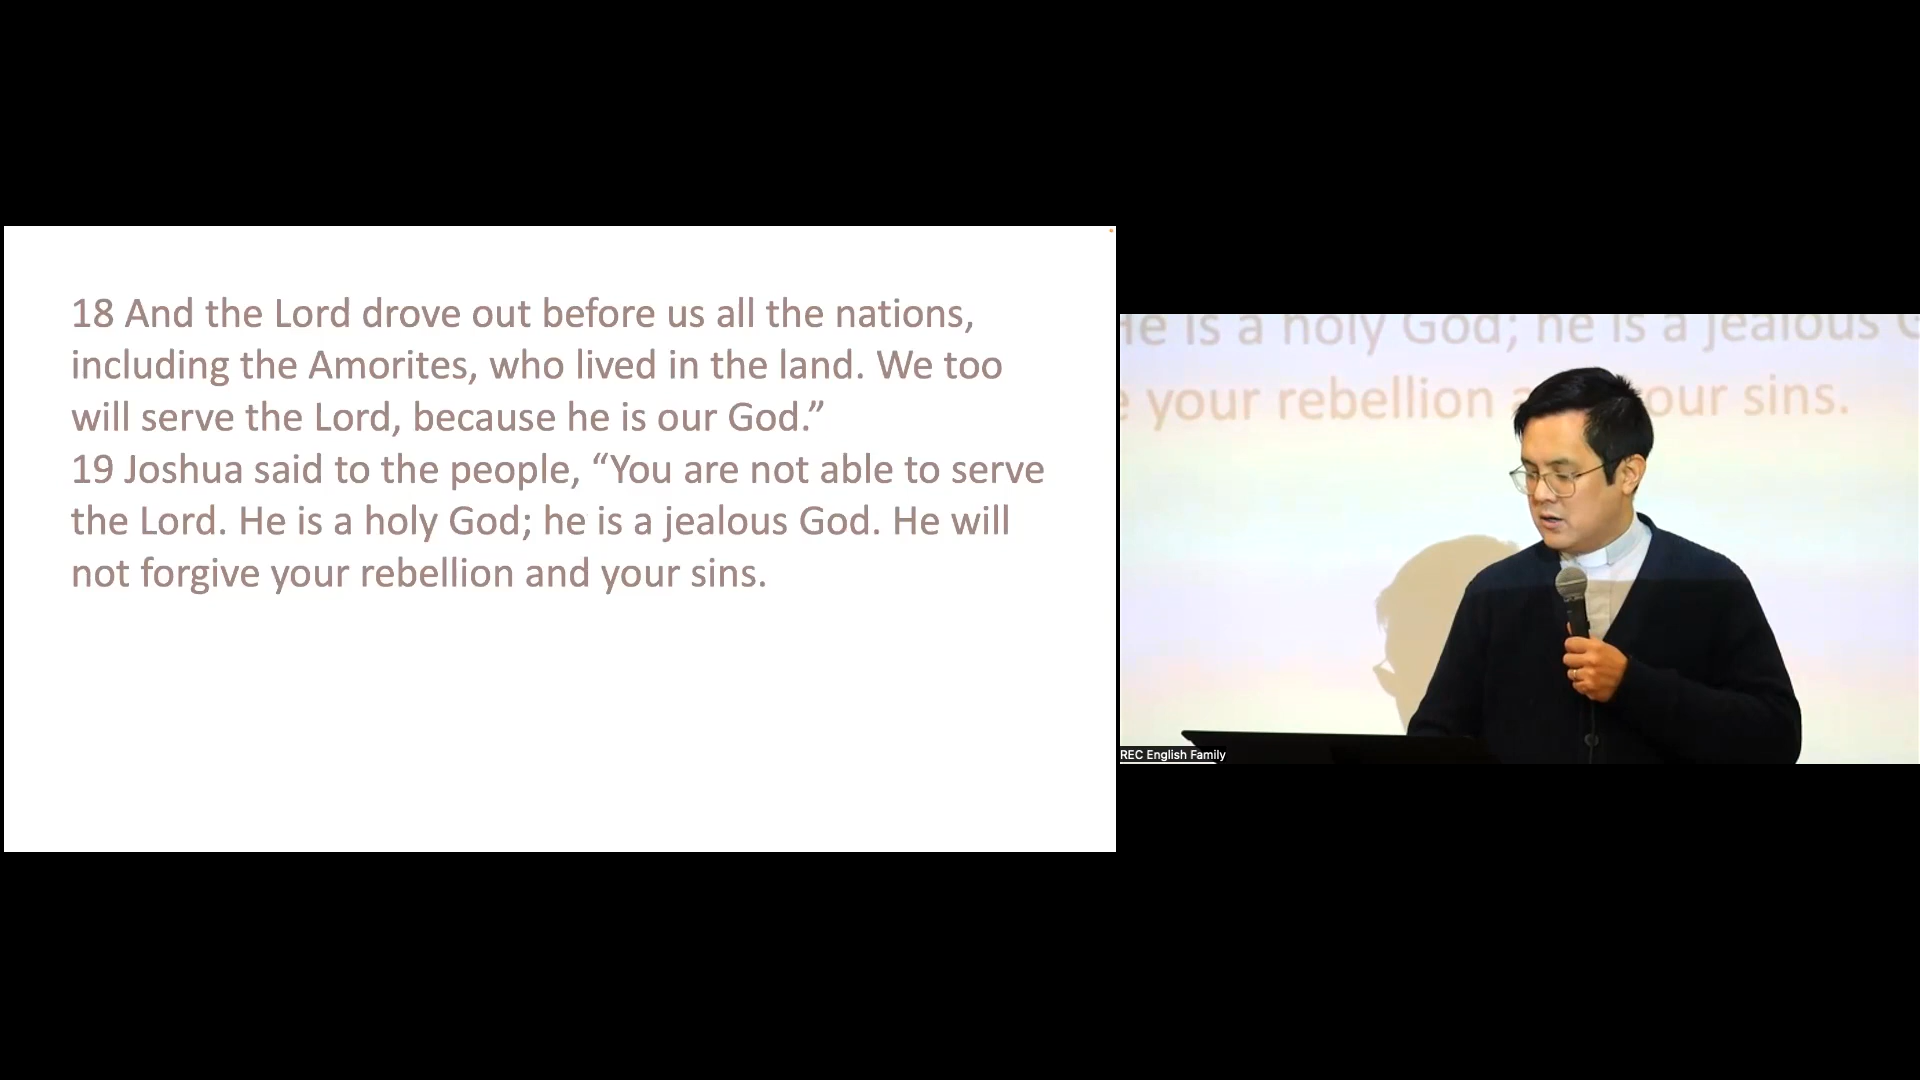 18 And the Lord drove out before us all the nations,
including the Amorites, who lived in the land. We too
will serve the Lord, because he is our God.”
19 Joshua said to the people, “You are not able to serve
the Lord. He is a holy God; he is a jealous God. He will
not forgive your rebellion and your sins.
He is a holy God; he is a jealous G
e your rebellion a our sins.
REC English Family